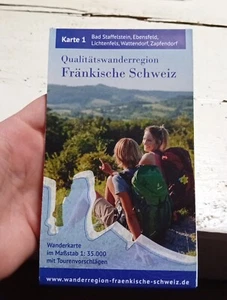 Karte 1
Bad Staffelstein, Ebensfeld,
Lichtenfels, Wattendorf, Zapfendorf
Qualitätswanderregion
Fränkische Schweiz
Wanderkarte
im Maßstab 1: 35.000
mit Tourenvorschlägen
www.wanderregion-fraenkische-schweiz.de